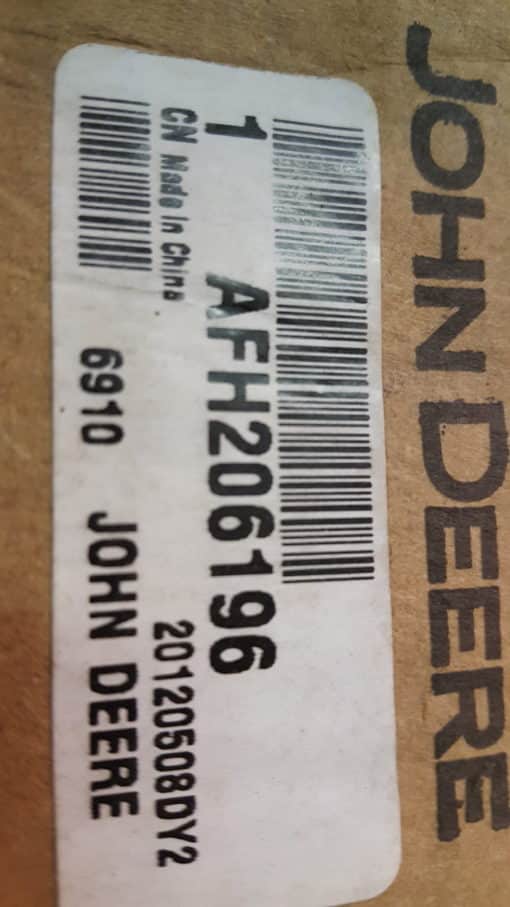 JOHN DEERE
1 AFH206196
CN Made In China
20120508DY2
6910 JOHN DEERE